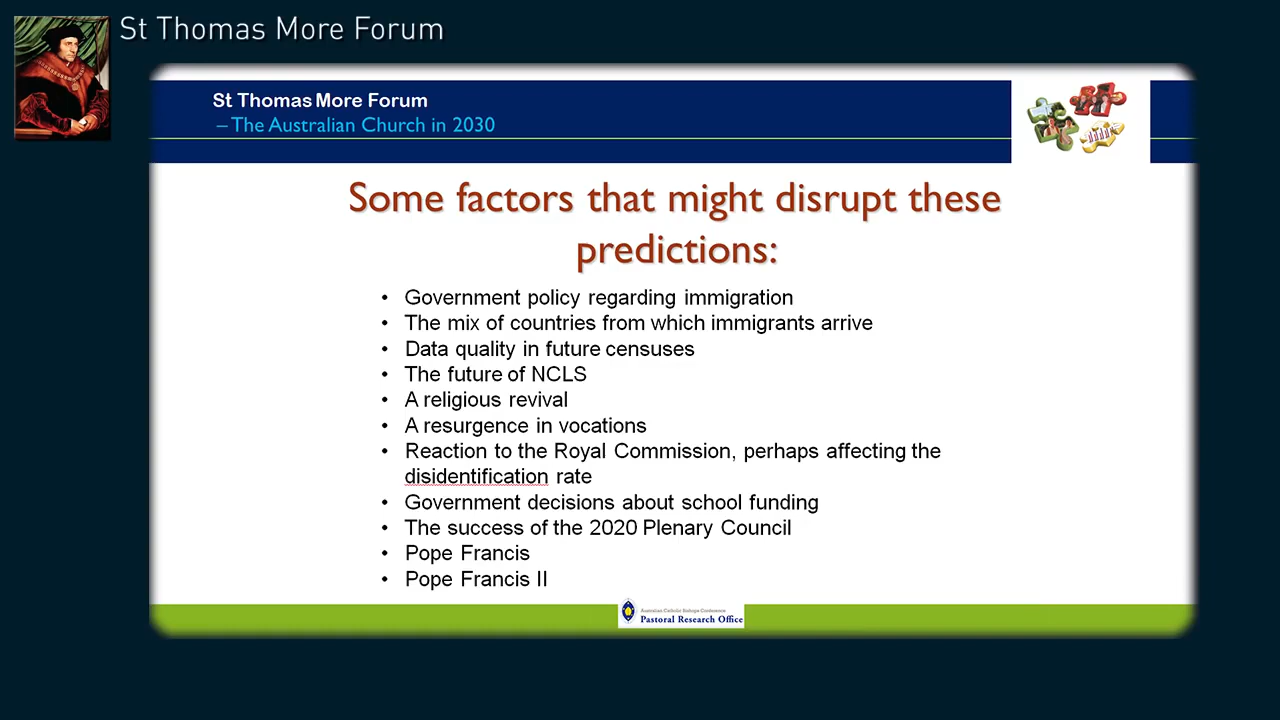 St Thomas More Forum
St Thomas More Forum
– The Australian Church in 2030
Some factors that might disrupt these
predictions:
• Government policy regarding immigration
• The mix of countries from which immigrants arrive
• Data quality in future censuses
• The future of NCLS
• A religious revival
• A resurgence in vocations
• Reaction to the Royal Commission, perhaps affecting the
disidentification rate
• Government decisions about school funding
• The success of the 2020 Plenary Council
• Pope Francis
• Pope Francis II
Australian Catholic Bishops Conference
Pastoral Research Office